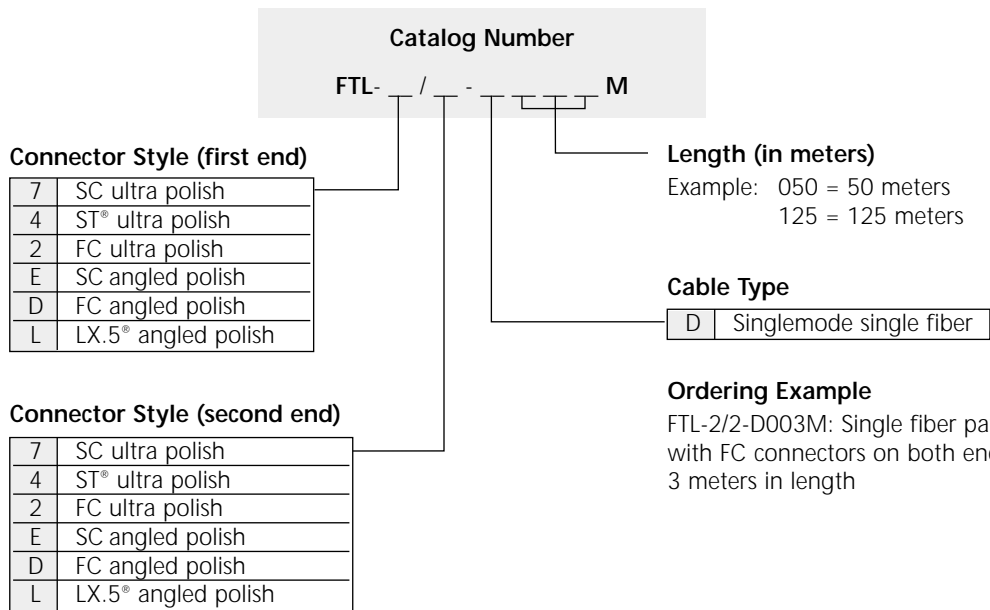 Catalog Number
FTL- __ / __ - __ __ __ __ M
Connector Style (first end)
7 SC ultra polish
4 ST® ultra polish
2 FC ultra polish
E SC angled polish
D FC angled polish
L LX.5® angled polish
Connector Style (second end)
7 SC ultra polish
4 ST® ultra polish
2 FC ultra polish
E SC angled polish
D FC angled polish
L LX.5® angled polish
Length (in meters)
Example: 050 = 50 meters
125 = 125 meters
Cable Type
D Singlemode single fiber
Ordering Example
FTL-2/2-D003M: Single fiber
with FC connectors on both
3 meters in length